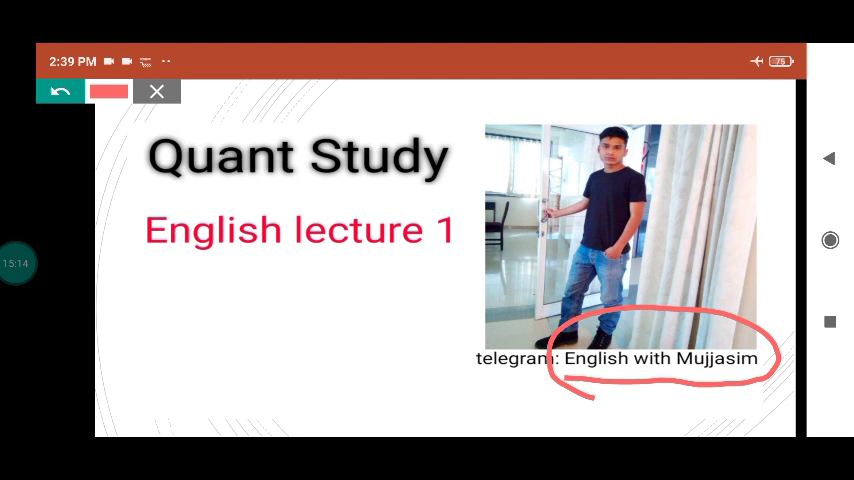 2:39 PM
75
Quant Study
English lecture 1
15:14
telegram: English with Mujjasim